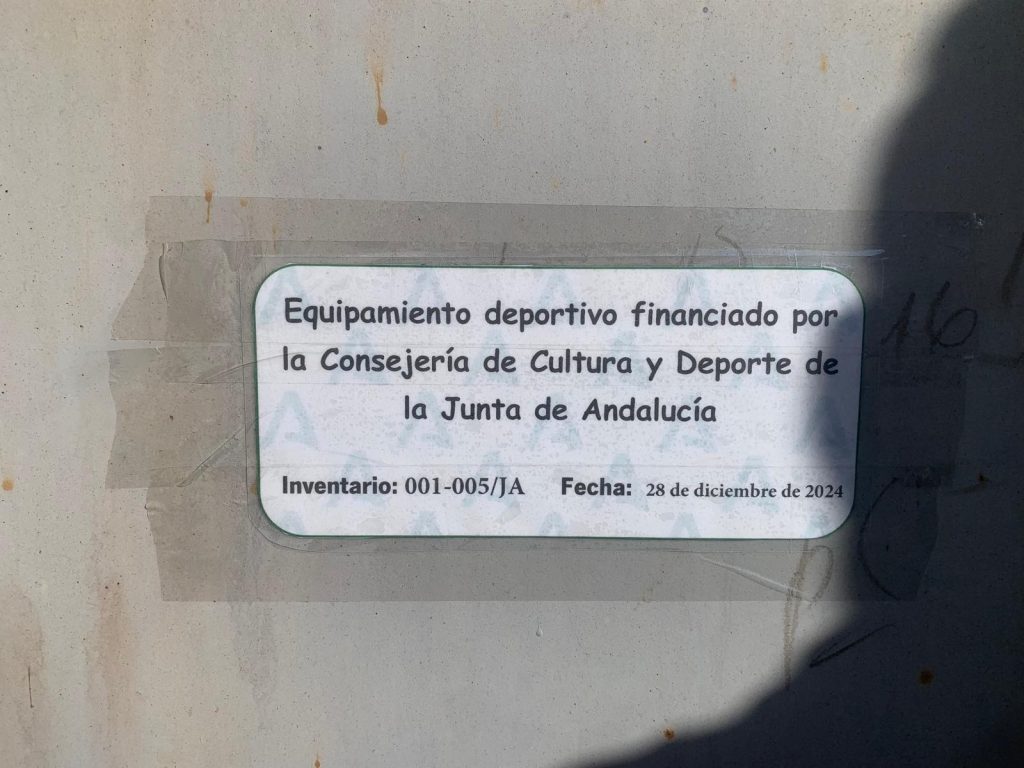 Equipamiento deportivo financiado por
la Consejería de Cultura y Deporte de
la Junta de Andalucía
Inventario: 001-005/JA Fecha: 28 de diciembre de 2024
16